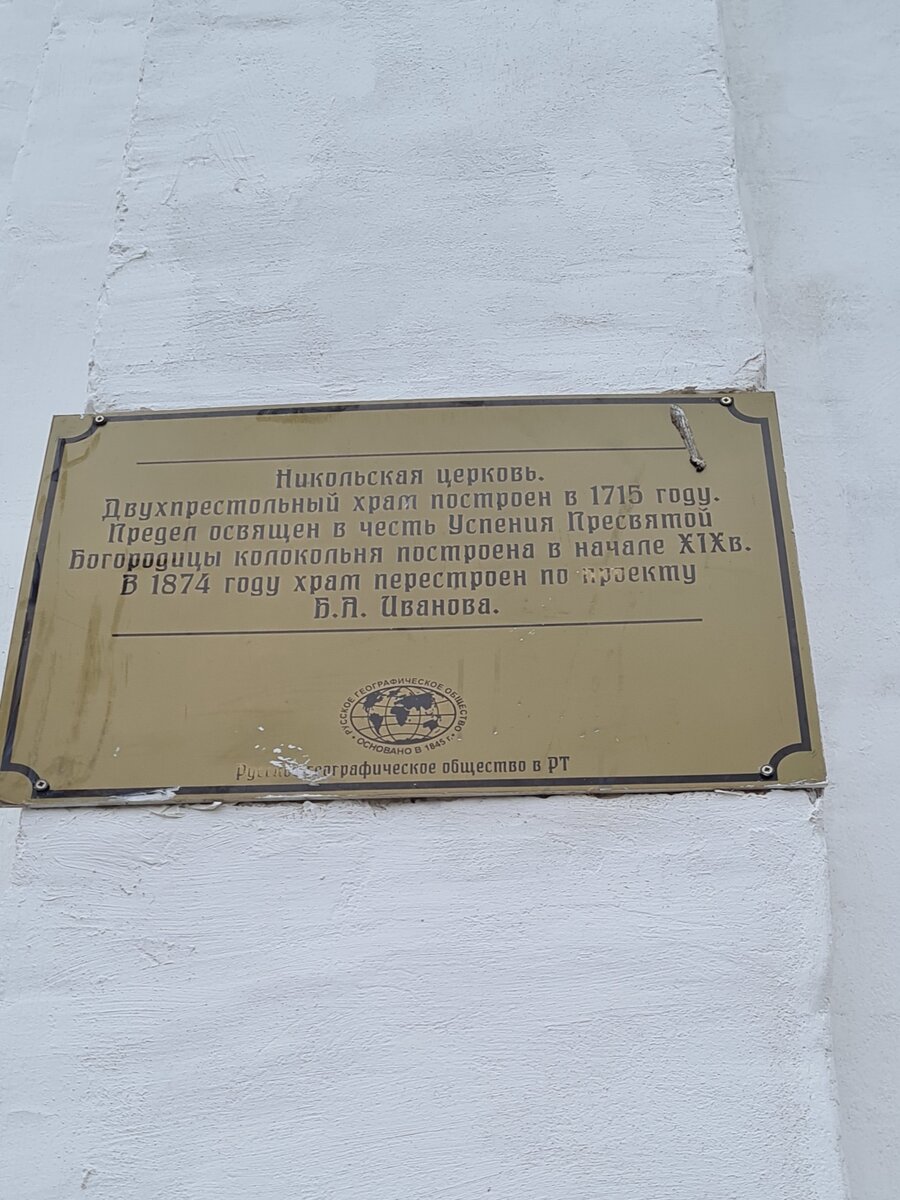 Никольская церковь.
Двухпрестольный храм построен в 1715 году.
Предел освящен в честь Успения Пресвятой
Богородицы колокольня построена в начале XIXв.
В 1874 году храм перестроен по проекту
Б.А. Иванова.
РУССКОЕ ГЕОГРАФИЧЕСКОЕ ОБЩЕСТВО
• ОСНОВАНО В 1845 г. •
Русское географическое общество в РТ